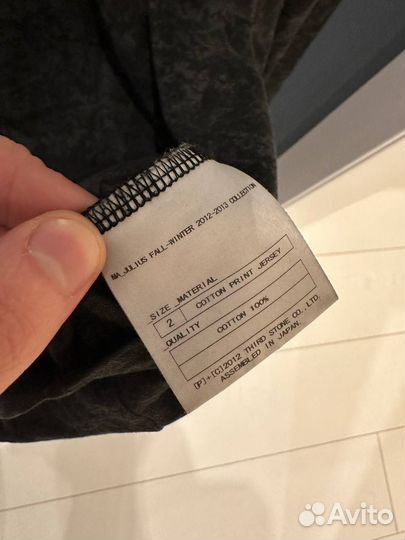 MA_JULIUS FALL-WINTER 2012-2013 COLLECTION
SIZE MATERIAL
2 COTTON PRINT JERSEY
QUALITY
COTTON 100%
[P]+[C]2012 THIRD STONE CO., LTD.
ASSEMBLED IN JAPAN.
Avito